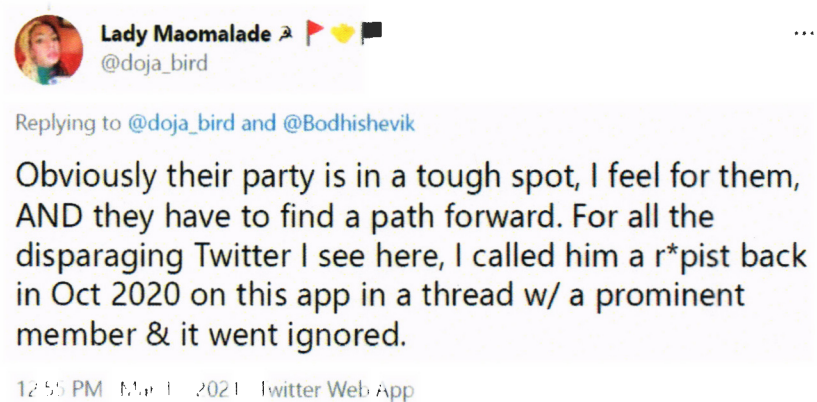 Lady Maomalade ☭ 🚩 💛 🏴
@doja_bird
Replying to @doja_bird and @Bodhishevik
Obviously their party is in a tough spot, I feel for them,
AND they have to find a path forward. For all the
disparaging Twitter I see here, I called him a r*pist back
in Oct 2020 on this app in a thread w/ a prominent
member & it went ignored.
PM Twitter Web App